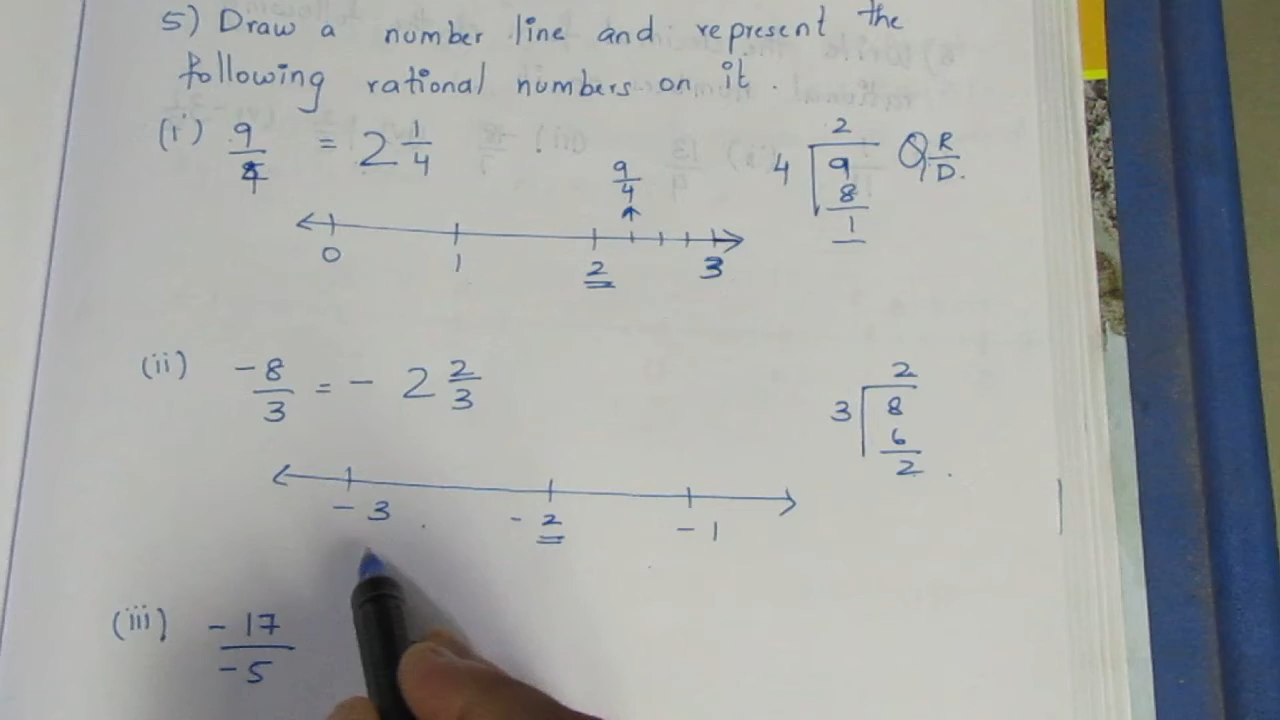 5) Draw a number line and represent the
following rational numbers on it.
(i) 9/4 = 2 1/4
2
4 9 Q R/D.
8
1
9/4
0 1 2 3
(ii) -8/3 = - 2 2/3
2
3 8
6
2
-3 -2 -1
(iii) -17/-5